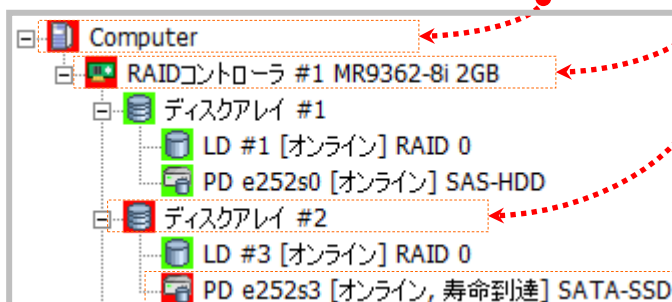 Computer
RAIDコントローラ #1 MR9362-8i 2GB
ディスクアレイ #1
LD #1 [オンライン] RAID 0
PD e252s0 [オンライン] SAS-HDD
ディスクアレイ #2
LD #3 [オンライン] RAID 0
PD e252s3 [オンライン, 寿命到達] SATA-SSD